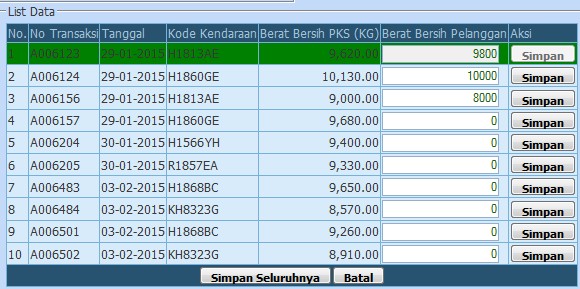 List Data
No. No Transaksi Tanggal Kode Kendaraan Berat Bersih PKS (KG) Berat Bersih Pelanggan Aksi
1 A006123 29-01-2015 H1813AE 9,620.00 9800 Simpan
2 A006124 29-01-2015 H1860GE 10,130.00 10000 Simpan
3 A006156 29-01-2015 H1813AE 9,000.00 8000 Simpan
4 A006157 29-01-2015 H1860GE 9,680.00 0 Simpan
5 A006204 30-01-2015 H1566YH 9,400.00 0 Simpan
6 A006205 30-01-2015 R1857EA 9,330.00 0 Simpan
7 A006483 03-02-2015 H1868BC 9,650.00 0 Simpan
8 A006484 03-02-2015 KH8323G 8,570.00 0 Simpan
9 A006501 03-02-2015 H1868BC 9,260.00 0 Simpan
10 A006502 03-02-2015 KH8323G 8,910.00 0 Simpan
Simpan Seluruhnya Batal